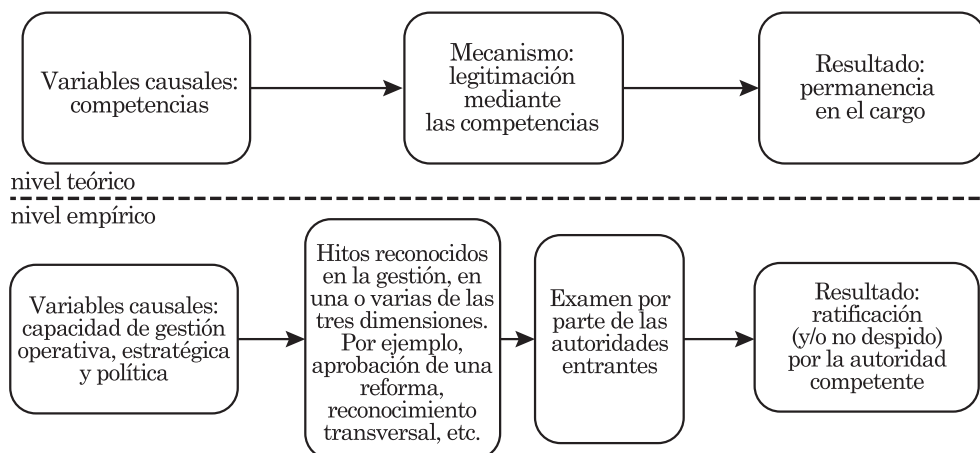 Variables causales:
competencias
Mecanismo:
legitimación
mediante
las competencias
Resultado:
permanencia
en el cargo
nivel teórico
nivel empírico
Variables causales:
capacidad de gestión
operativa, estratégica
y política
Hitos reconocidos
en la gestión, en
una o varias de las
tres dimensiones.
Por ejemplo,
aprobación de una
reforma,
reconocimiento
transversal, etc.
Examen por
parte de las
autoridades
entrantes
Resultado:
ratificación
(y/o no despido)
por la autoridad
competente